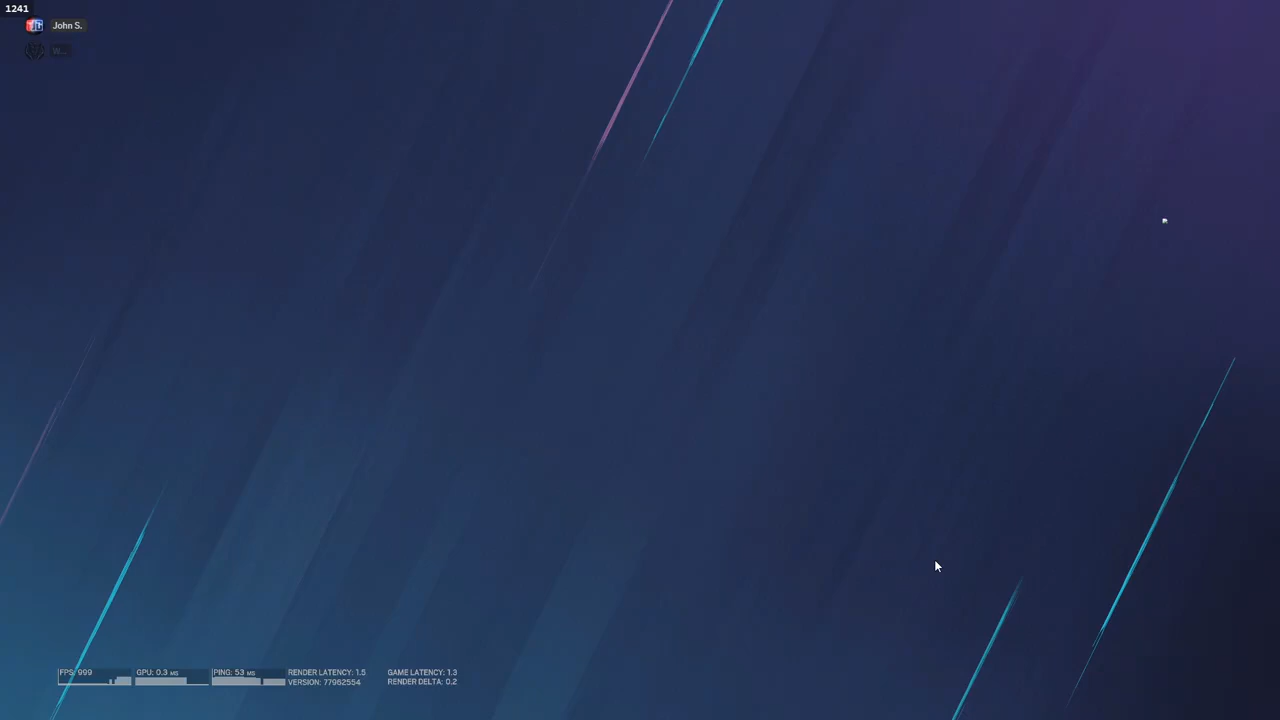 1241
John S.
W...
FPS: 999
GPU: 0.3 MS
PING: 53 MS
RENDER LATENCY: 1.5
VERSION: 77962554
GAME LATENCY: 1.3
RENDER DELTA: 0.2